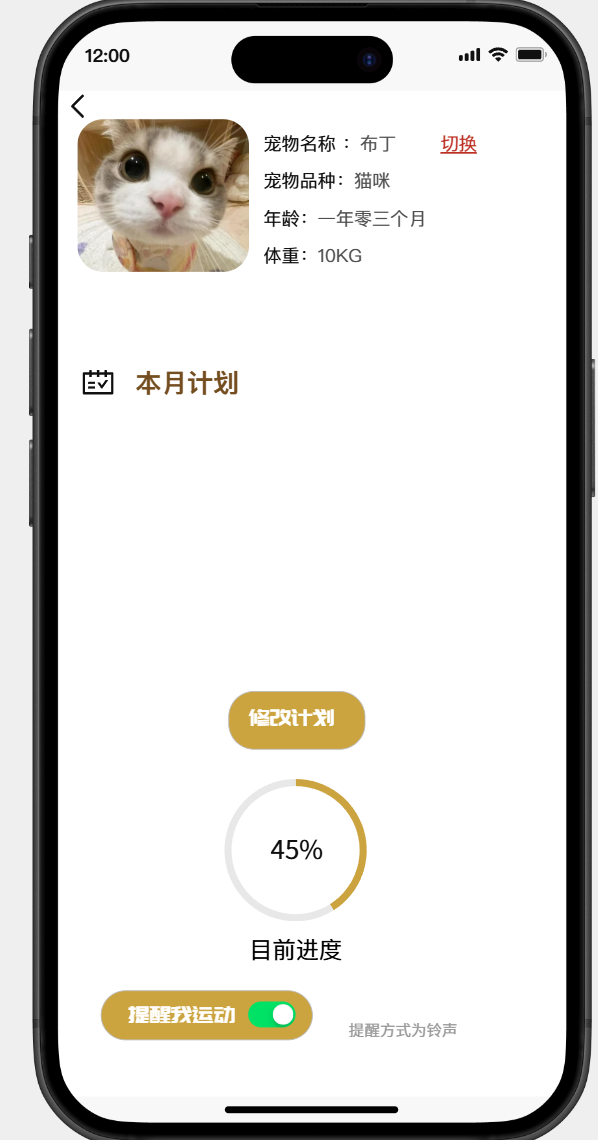 12:00
宠物名称 ：布丁 切换
宠物品种：猫咪
年龄：一年零三个月
体重：10KG
本月计划
修改计划
45%
目前进度
提醒我运动
提醒方式为铃声